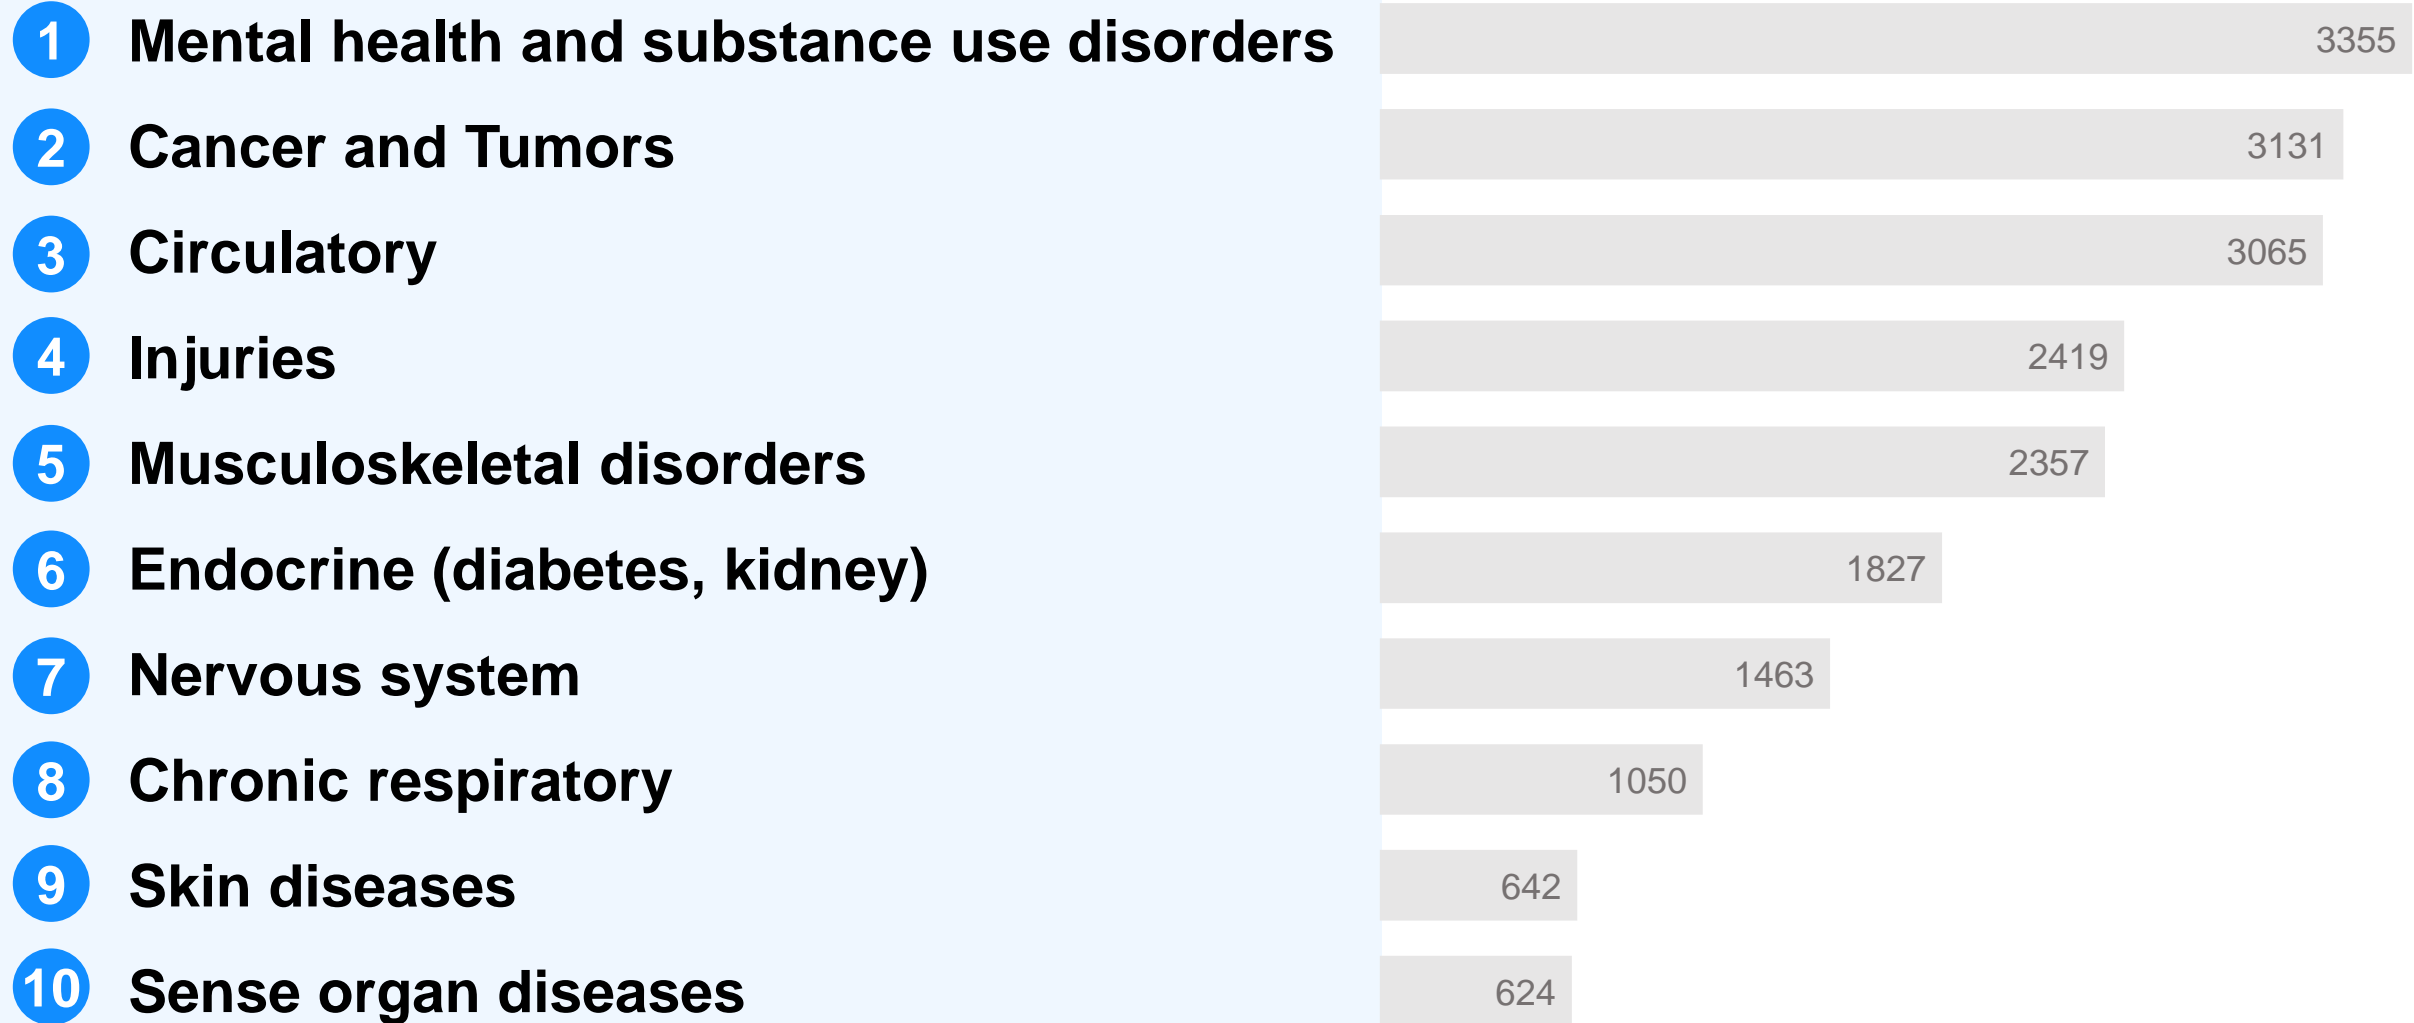 1 Mental health and substance use disorders 3355
2 Cancer and Tumors 3131
3 Circulatory 3065
4 Injuries 2419
5 Musculoskeletal disorders 2357
6 Endocrine (diabetes, kidney) 1827
7 Nervous system 1463
8 Chronic respiratory 1050
9 Skin diseases 642
10 Sense organ diseases 624